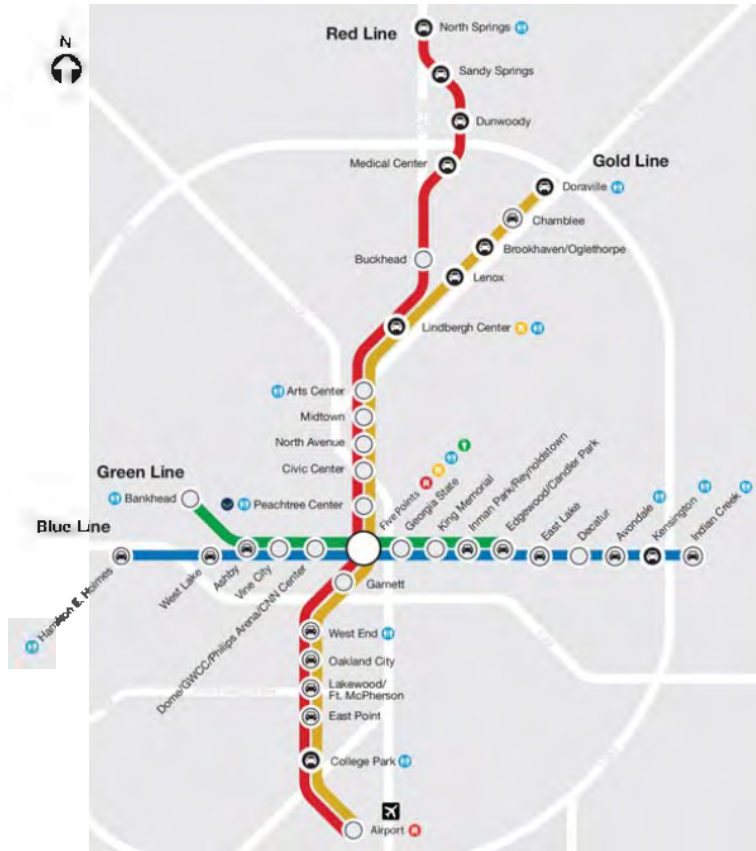 N
Red Line
North Springs
Sandy Springs
Dunwoody
Medical Center
Gold Line
Doraville
Chamblee
Brookhaven/Oglethorpe
Buckhead
Lenox
Lindbergh Center
Arts Center
Midtown
North Avenue
Civic Center
Green Line
Bankhead
Peachtree Center
Five Points
Georgia State
King Memorial
Inman Park/Reynoldstown
Edgewood/Candler Park
East Lake
Decatur
Avondale
Kensington
Indian Creek
Blue Line
Holmes
West Lake
Ashby
Vine City
Dome/GWCC/Philips Arena/CNN Center
Garnett
West End
Oakland City
Lakewood/
Ft. McPherson
East Point
College Park
Airport